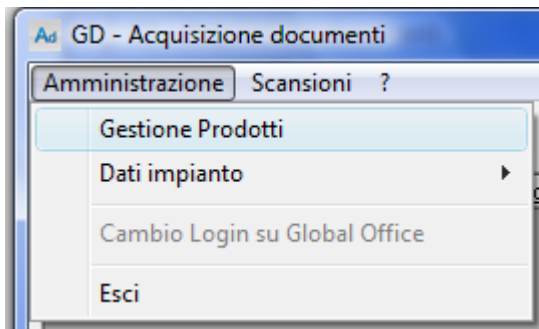 Ad GD - Acquisizione documenti
Amministrazione Scansioni ?
Gestione Prodotti
Dati impianto
Cambio Login su Global Office
Esci